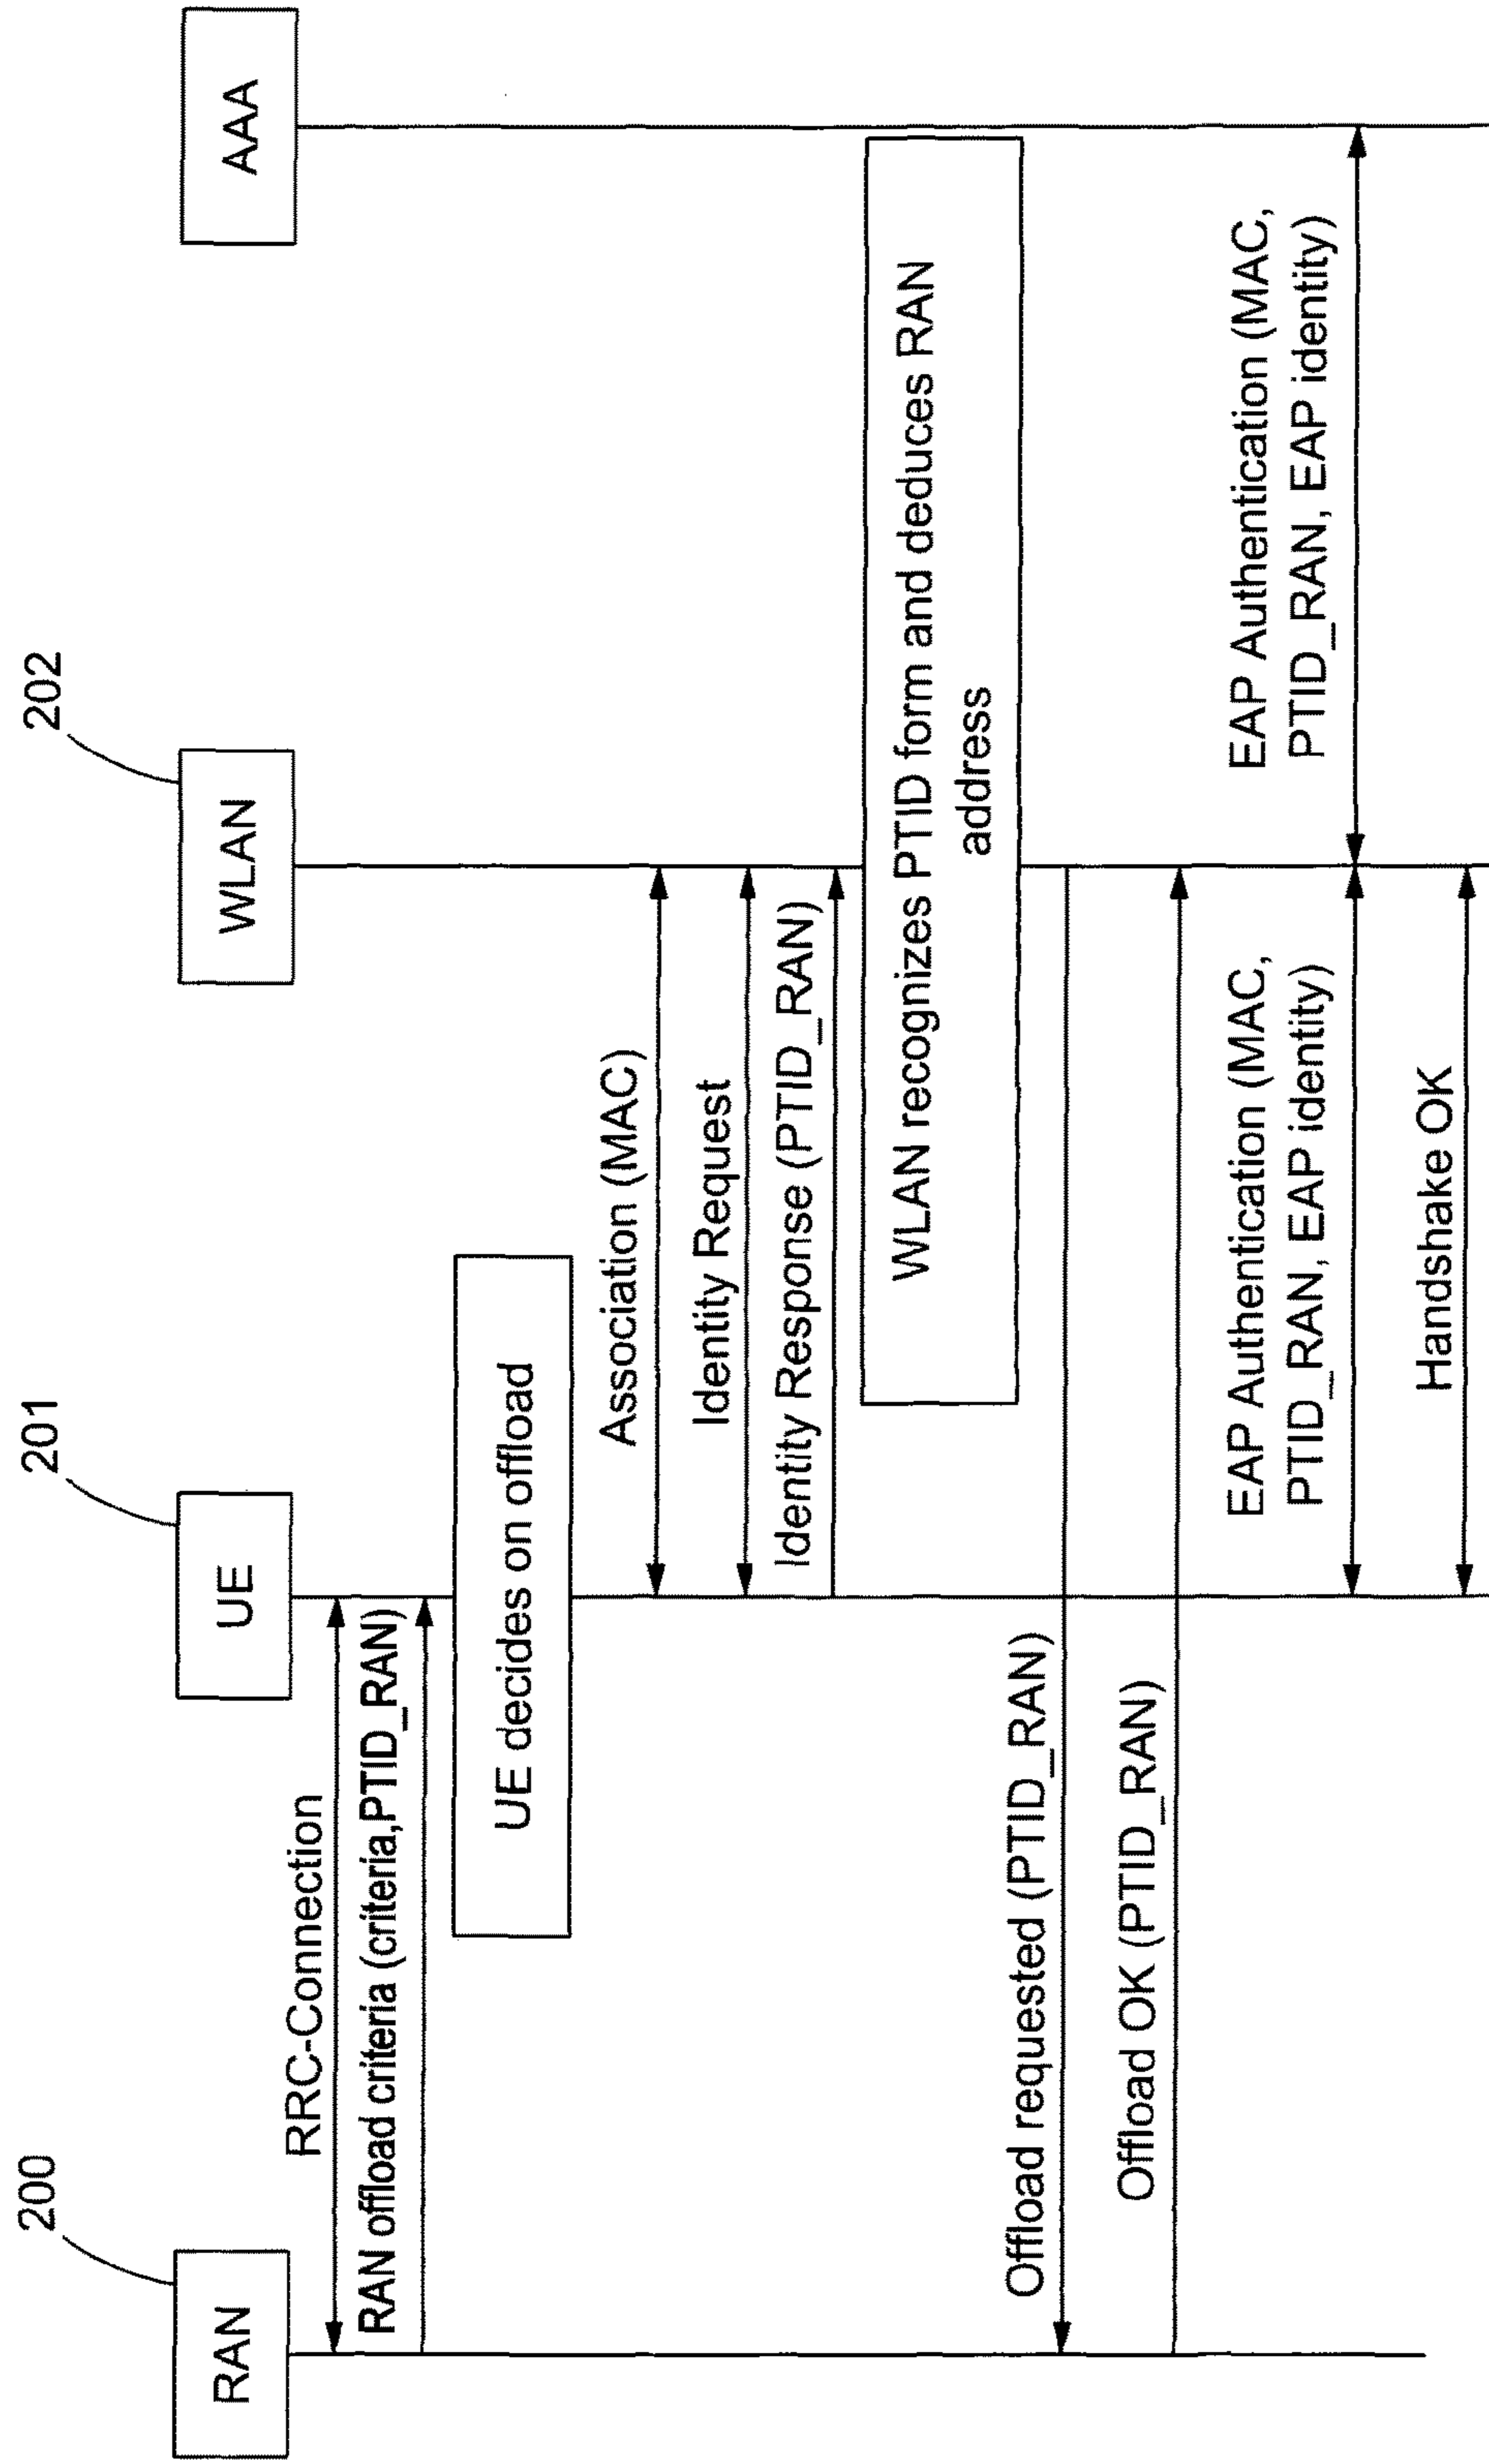 200
201
202
RAN
UE
WLAN
AAA
RRC-Connection
RAN offload criteria (criteria,PTID_RAN)
UE decides on offload
Association (MAC)
Identity Request
Identity Response (PTID_RAN)
WLAN recognizes PTID form and deduces RAN
address
Offload requested (PTID_RAN)
Offload OK (PTID_RAN)
EAP Authentication (MAC,
PTID_RAN, EAP identity)
EAP Authentication (MAC,
PTID_RAN, EAP identity)
Handshake OK